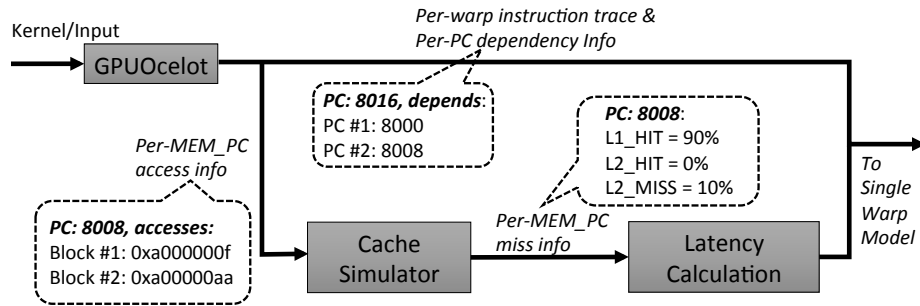 Kernel/Input
GPUOcelot
Per-warp instruction trace &
Per-PC dependency Info
PC: 8016, depends:
PC #1: 8000
PC #2: 8008
PC: 8008:
L1_HIT = 90%
L2_HIT = 0%
L2_MISS = 10%
Per-MEM_PC
access info
PC: 8008, accesses:
Block #1: 0xa000000f
Block #2: 0xa00000aa
Cache
Simulator
Per-MEM_PC
miss info
Latency
Calculation
To
Single
Warp
Model